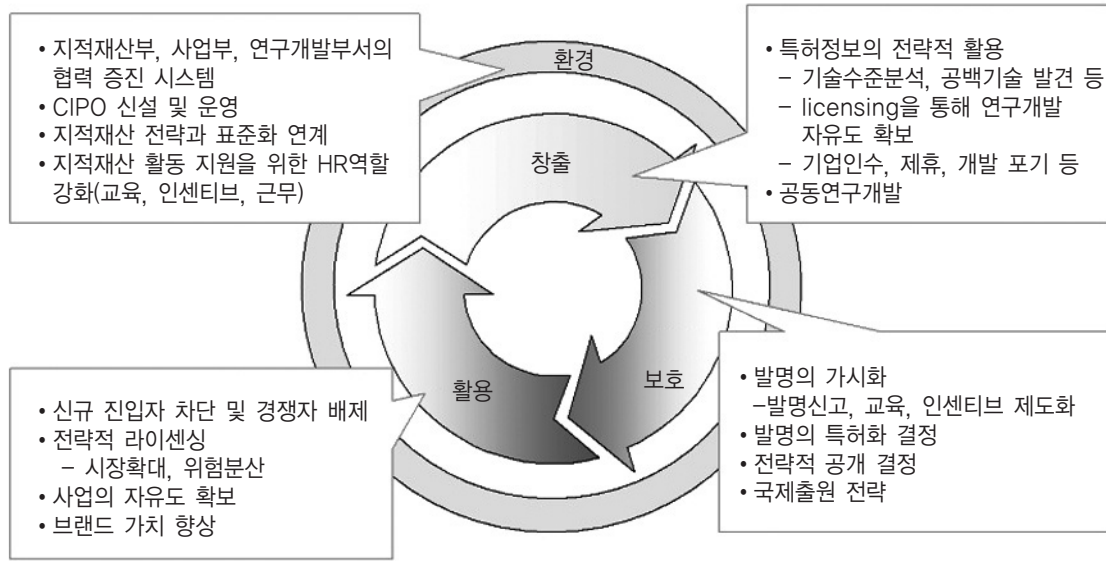 • 지적재산부, 사업부, 연구개발부서의
협력 증진 시스템
• CIPO 신설 및 운영
• 지적재산 전략과 표준화 연계
• 지적재산 활동 지원을 위한 HR역할
강화(교육, 인센티브, 근무)
환경
• 특허정보의 전략적 활용
– 기술수준분석, 공백기술 발견 등
– licensing을 통해 연구개발
자유도 확보
– 기업인수, 제휴, 개발 포기 등
• 공동연구개발
창출
보호
활용
• 신규 진입자 차단 및 경쟁자 배제
• 전략적 라이센싱
– 시장확대, 위험분산
• 사업의 자유도 확보
• 브랜드 가치 향상
• 발명의 가시화
–발명신고, 교육, 인센티브 제도화
• 발명의 특허화 결정
• 전략적 공개 결정
• 국제출원 전략